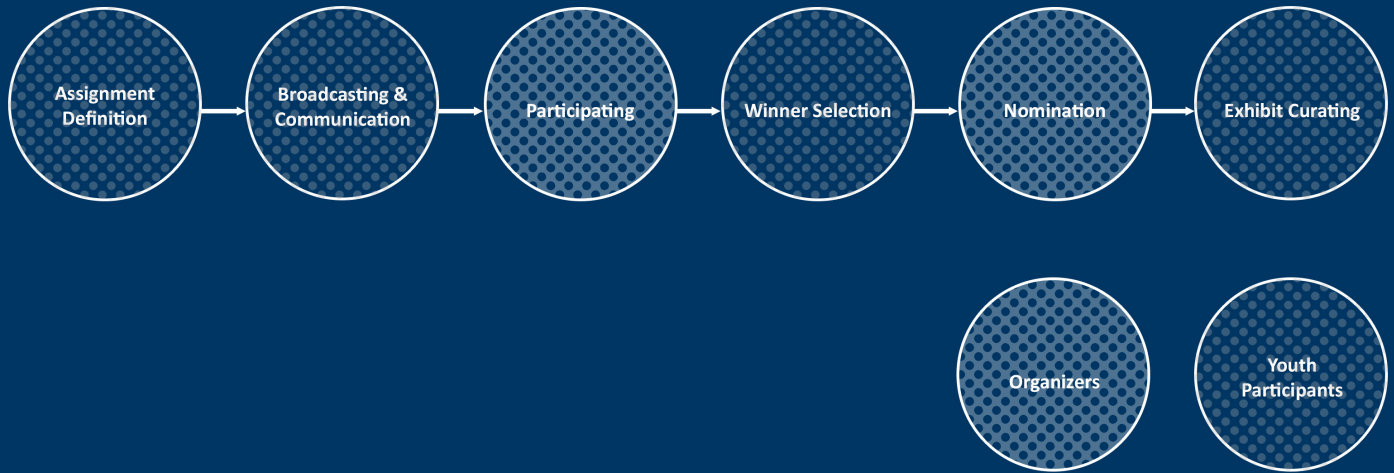 Assignment
Definition
Broadcasting &
Communication
Participating
Winner Selection
Nomination
Exhibit Curating
Organizers
Youth
Participants